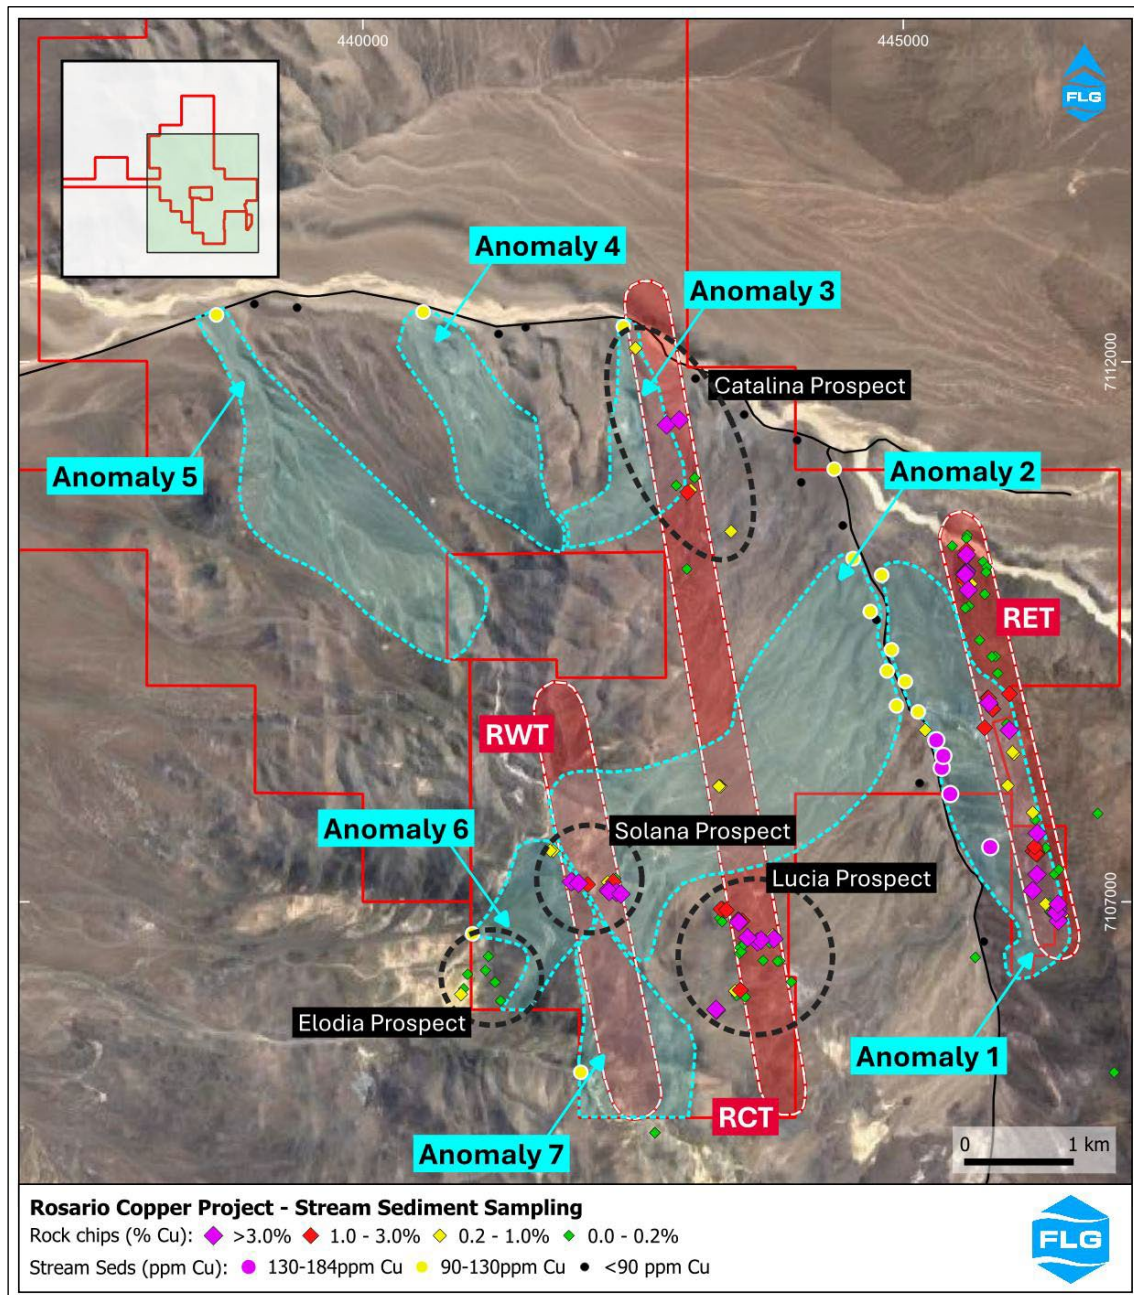 440000
445000
FLG
Anomaly 4
Anomaly 3
7112000
Catalina Prospect
Anomaly 5
Anomaly 2
RET
RWT
Anomaly 6
Solana Prospect
Lucia Prospect
7107000
Elodia Prospect
Anomaly 1
RCT
Anomaly 7
0 1 km
Rosario Copper Project - Stream Sediment Sampling
Rock chips (% Cu): >3.0% 1.0 - 3.0% 0.2 - 1.0% 0.0 - 0.2%
Stream Seds (ppm Cu): 130-184ppm Cu 90-130ppm Cu <90 ppm Cu
FLG